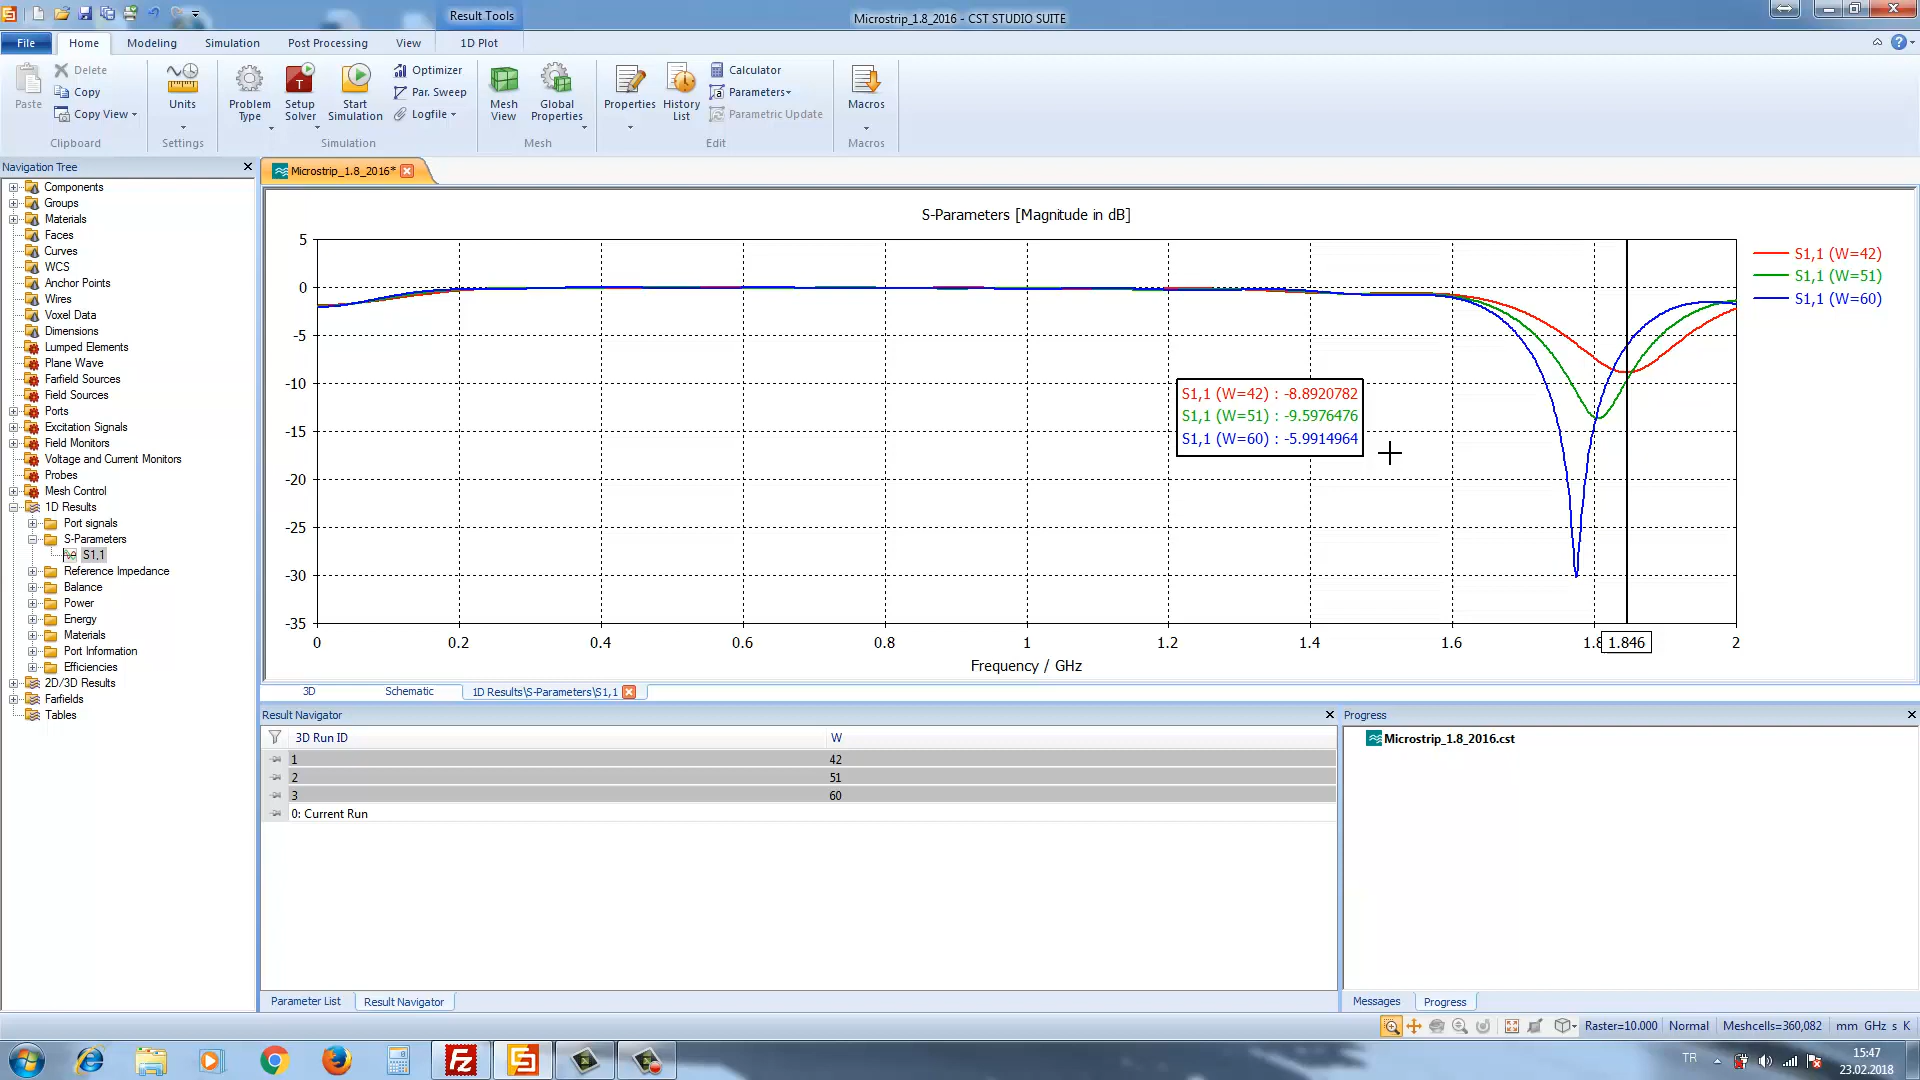 Result Tools
Microstrip_1.8_2016 - CST STUDIO SUITE
File
Home
Modeling
Simulation
Post Processing
View
1D Plot
Paste
Delete
Copy
Copy View
Clipboard
Units
Settings
Problem Type
Setup Solver
Start Simulation
Optimizer
Par. Sweep
Logfile
Simulation
Mesh View
Global Properties
Mesh
Properties
History List
Calculator
Parameters
Parametric Update
Edit
Macros
Macros
Navigation Tree
Components
Groups
Materials
Faces
Curves
WCS
Anchor Points
Wires
Voxel Data
Dimensions
Lumped Elements
Plane Wave
Farfield Sources
Field Sources
Ports
Excitation Signals
Field Monitors
Voltage and Current Monitors
Probes
Mesh Control
1D Results
Port signals
S-Parameters
S1,1
Reference Impedance
Balance
Power
Energy
Materials
Port Information
Efficiencies
2D/3D Results
Farfields
Tables
Microstrip_1.8_2016*
S-Parameters [Magnitude in dB]
5
0
-5
-10
-15
-20
-25
-30
-35
0 0.2 0.4 0.6 0.8 1 1.2 1.4 1.6 1.8 1.846 2
Frequency / GHz
S1,1 (W=42)
S1,1 (W=51)
S1,1 (W=60)
S1,1 (W=42) : -8.8920782
S1,1 (W=51) : -9.5976476
S1,1 (W=60) : -5.9914964
3D
Schematic
1D Results\S-Parameters\S1,1
Result Navigator
3D Run ID W
1 42
2 51
3 60
0: Current Run
Parameter List
Result Navigator
Progress
Microstrip_1.8_2016.cst
Messages
Progress
Raster=10.000 Normal Meshcells=360,082 mm GHz s K
TR
15:47
23.02.2018